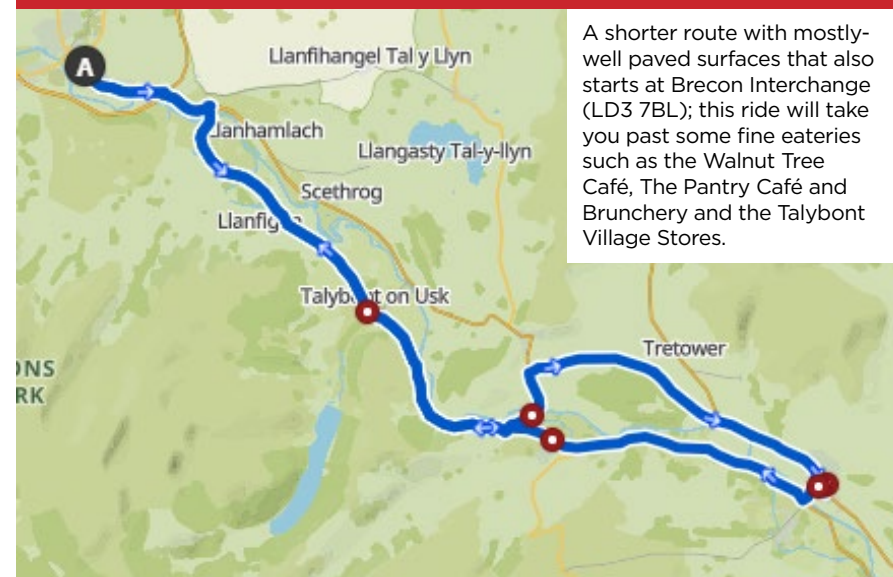 A
Llanfihangel Tal y Llyn
Llanhamlach
Llangasty Tal-y-llyn
Scethrog
Talybont on Usk
Tretower
ONS
RK
A shorter route with mostly-
well paved surfaces that also
starts at Brecon Interchange
(LD3 7BL); this ride will take
you past some fine eateries
such as the Walnut Tree
Café, The Pantry Café and
Brunchery and the Talybont
Village Stores.